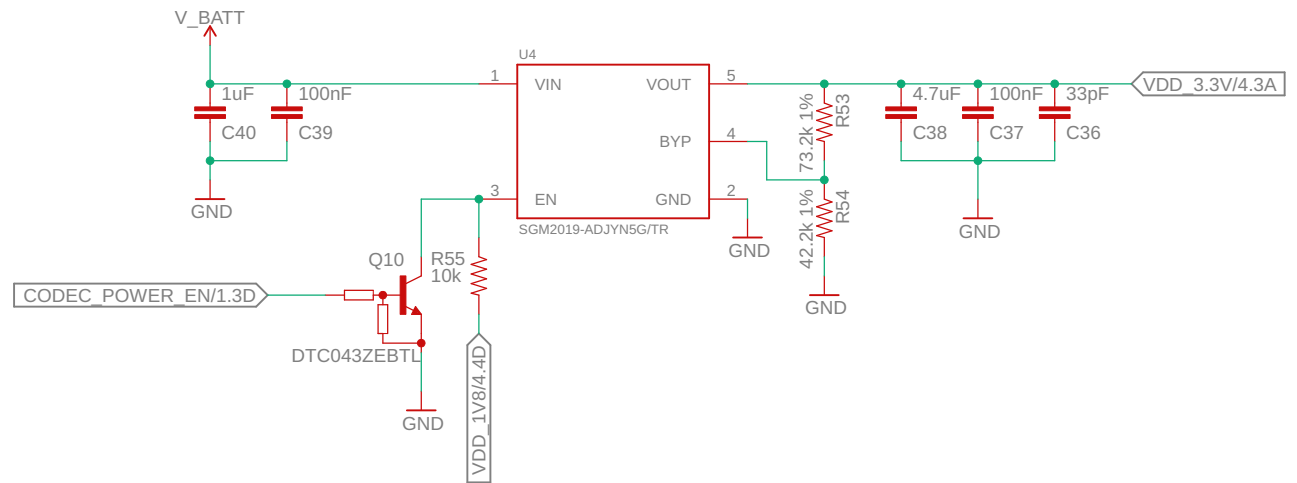 V_BATT
1uF
C40
100nF
C39
GND
U4
1
VIN
VOUT
5
BYP
4
3
EN
GND
2
SGM2019-ADJYN5G/TR
GND
73.2k 1%
R53
42.2k 1%
R54
GND
4.7uF
C38
100nF
C37
33pF
C36
GND
VDD_3.3V/4.3A
CODEC_POWER_EN/1.3D
Q10
DTC043ZEBTL
GND
R55
10k
VDD_1V8/4.4D